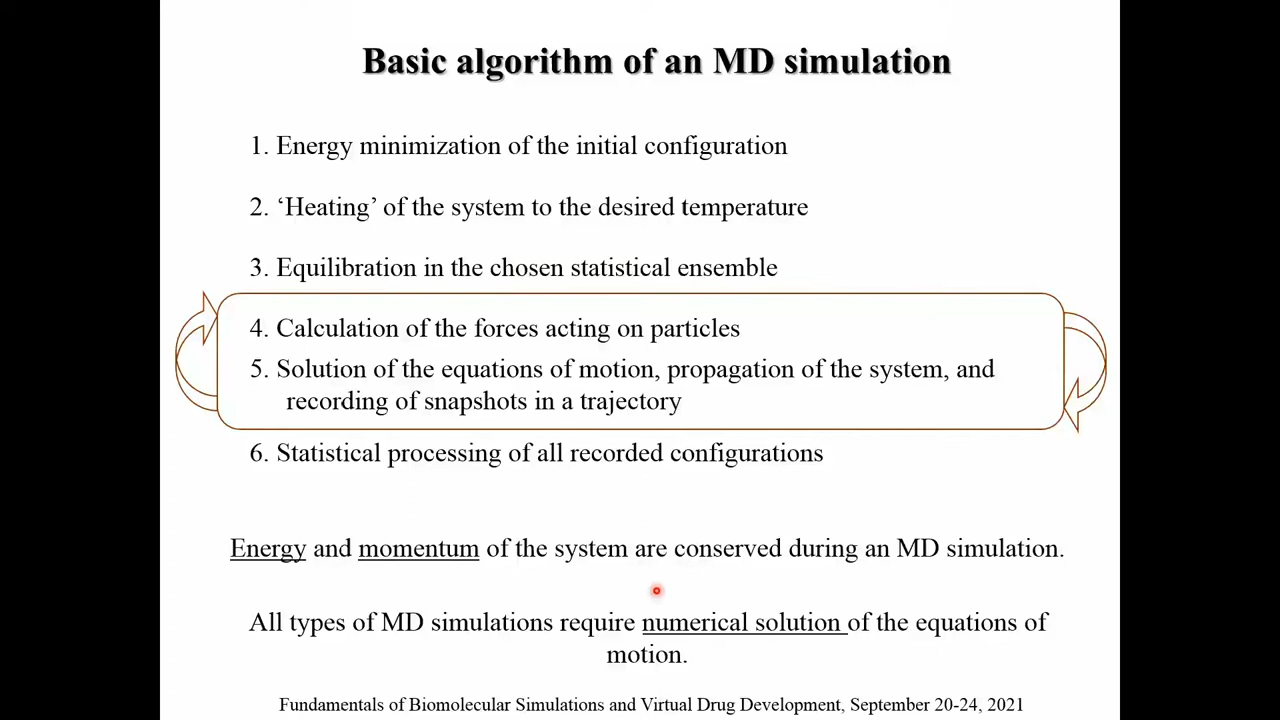 Basic algorithm of an MD simulation
1. Energy minimization of the initial configuration
2. ‘Heating’ of the system to the desired temperature
3. Equilibration in the chosen statistical ensemble
4. Calculation of the forces acting on particles
5. Solution of the equations of motion, propagation of the system, and
recording of snapshots in a trajectory
6. Statistical processing of all recorded configurations
Energy and momentum of the system are conserved during an MD simulation.
All types of MD simulations require numerical solution of the equations of
motion.
Fundamentals of Biomolecular Simulations and Virtual Drug Development, September 20-24, 2021